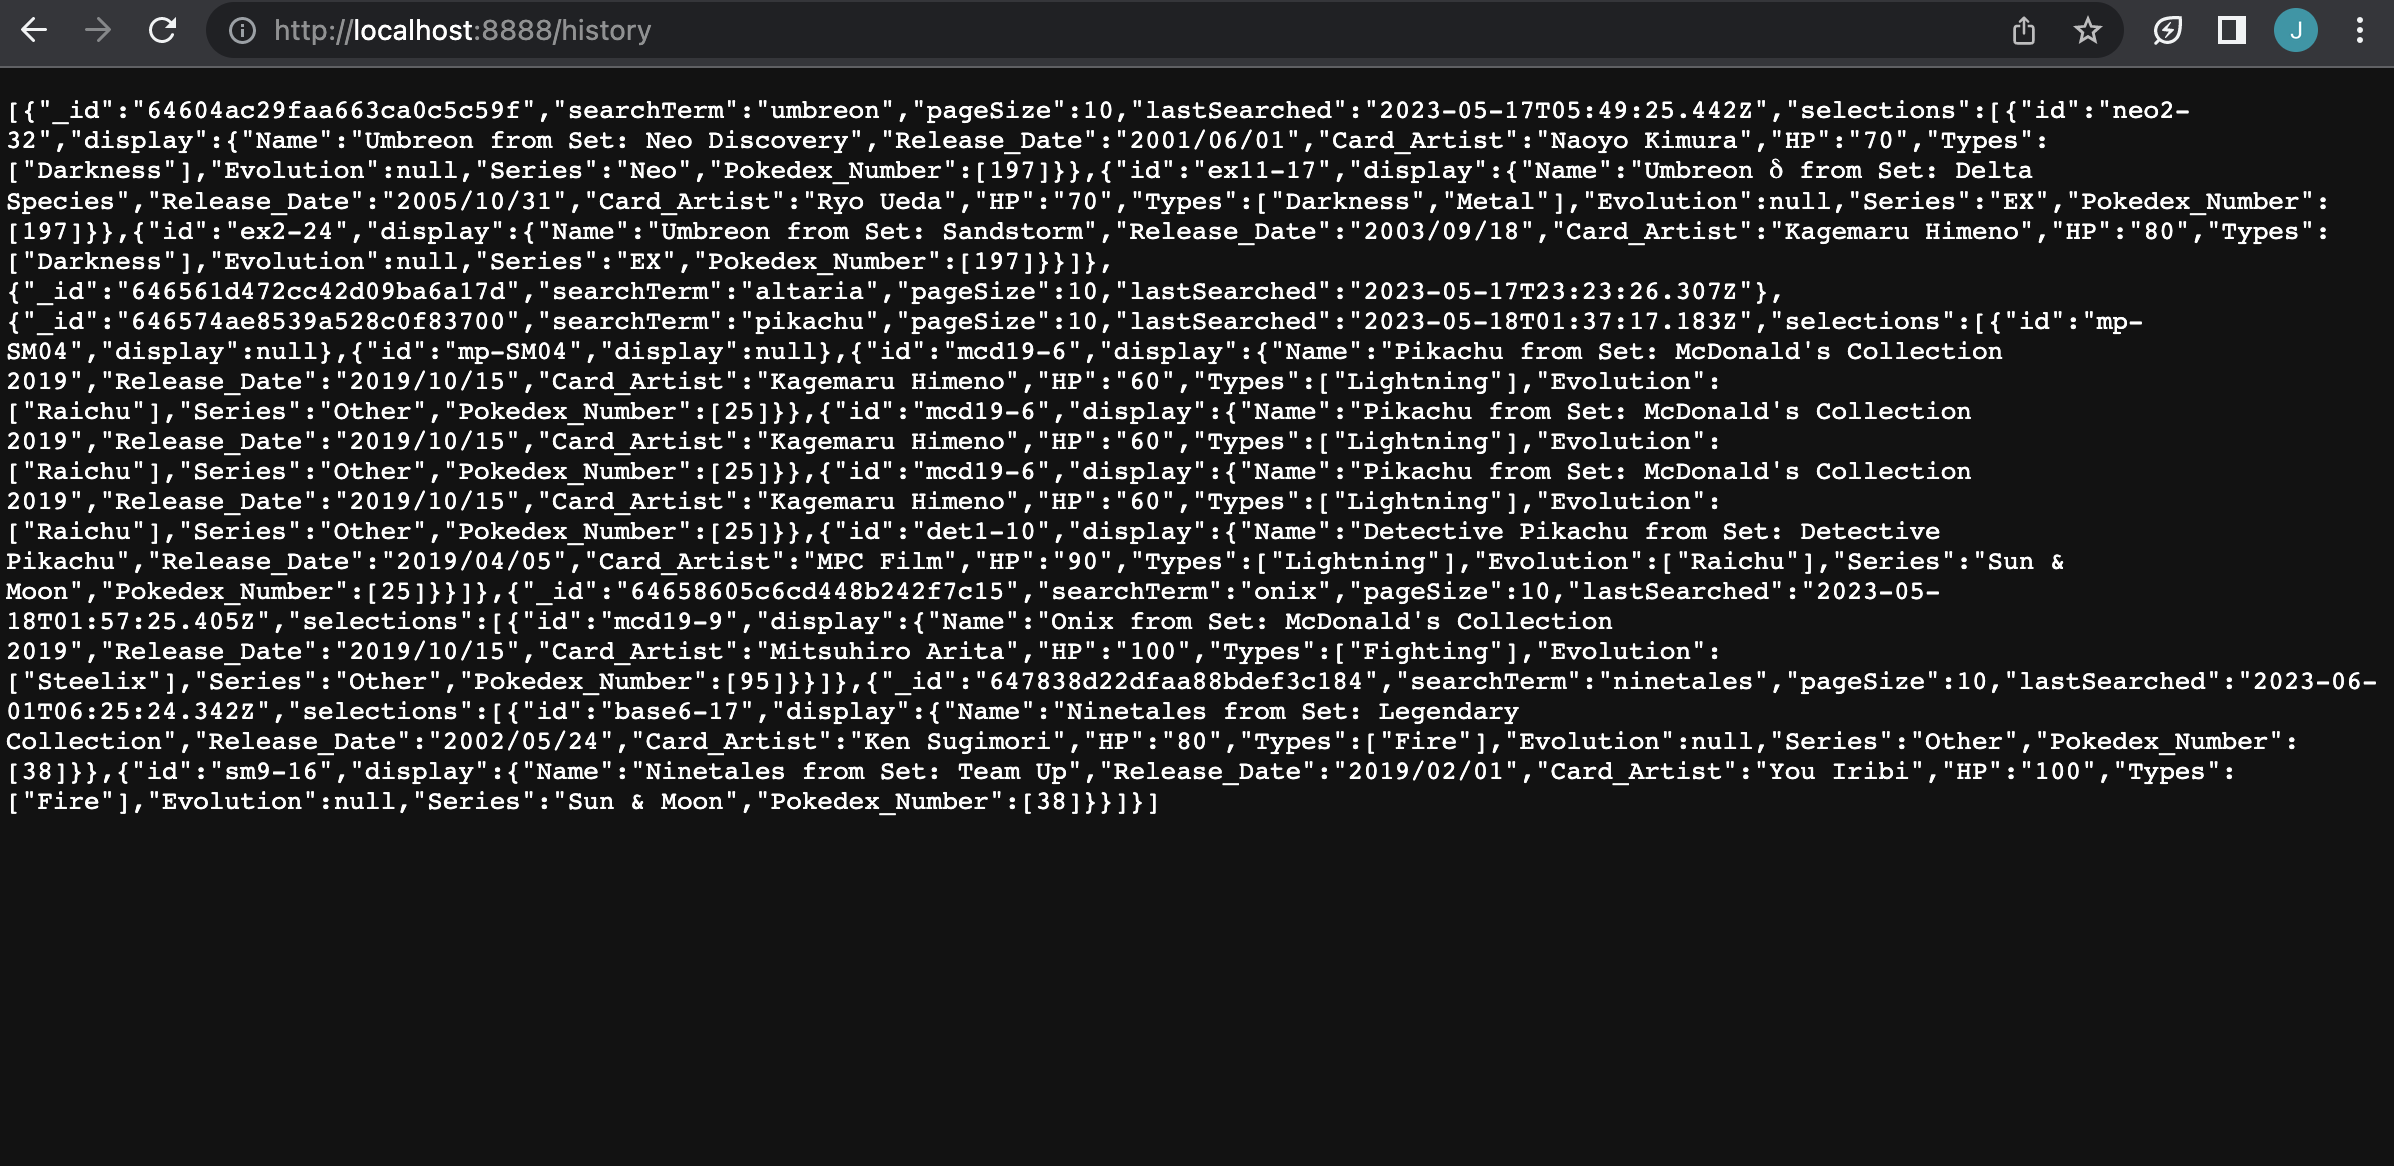 http://localhost:8888/history
J
[{"_id":"64604ac29faa663ca0c5c59f","searchTerm":"umbreon","pageSize":10,"lastSearched":"2023-05-17T05:49:25.442Z","selections":[{"id":"neo2-
32","display":{"Name":"Umbreon from Set: Neo Discovery","Release_Date":"2001/06/01","Card_Artist":"Naoyo Kimura","HP":"70","Types":
["Darkness"],"Evolution":null,"Series":"Neo","Pokedex_Number":[197]}},{"id":"ex11-17","display":{"Name":"Umbreon δ from Set: Delta
Species","Release_Date":"2005/10/31","Card_Artist":"Ryo Ueda","HP":"70","Types":["Darkness","Metal"],"Evolution":null,"Series":"EX","Pokedex_Number":
[197]}},{"id":"ex2-24","display":{"Name":"Umbreon from Set: Sandstorm","Release_Date":"2003/09/18","Card_Artist":"Kagemaru Himeno","HP":"80","Types":
["Darkness"],"Evolution":null,"Series":"EX","Pokedex_Number":[197]}}]},
{"_id":"646561d472cc42d09ba6a17d","searchTerm":"altaria","pageSize":10,"lastSearched":"2023-05-17T23:23:26.307Z"},
{"_id":"646574ae8539a528c0f83700","searchTerm":"pikachu","pageSize":10,"lastSearched":"2023-05-18T01:37:17.183Z","selections":[{"id":"mp-
SM04","display":null},{"id":"mp-SM04","display":null},{"id":"mcd19-6","display":{"Name":"Pikachu from Set: McDonald's Collection
2019","Release_Date":"2019/10/15","Card_Artist":"Kagemaru Himeno","HP":"60","Types":["Lightning"],"Evolution":
["Raichu"],"Series":"Other","Pokedex_Number":[25]}},{"id":"mcd19-6","display":{"Name":"Pikachu from Set: McDonald's Collection
2019","Release_Date":"2019/10/15","Card_Artist":"Kagemaru Himeno","HP":"60","Types":["Lightning"],"Evolution":
["Raichu"],"Series":"Other","Pokedex_Number":[25]}},{"id":"mcd19-6","display":{"Name":"Pikachu from Set: McDonald's Collection
2019","Release_Date":"2019/10/15","Card_Artist":"Kagemaru Himeno","HP":"60","Types":["Lightning"],"Evolution":
["Raichu"],"Series":"Other","Pokedex_Number":[25]}},{"id":"det1-10","display":{"Name":"Detective Pikachu from Set: Detective
Pikachu","Release_Date":"2019/04/05","Card_Artist":"MPC Film","HP":"90","Types":["Lightning"],"Evolution":["Raichu"],"Series":"Sun &
Moon","Pokedex_Number":[25]}}]},{"_id":"64658605c6cd448b242f7c15","searchTerm":"onix","pageSize":10,"lastSearched":"2023-05-
18T01:57:25.405Z","selections":[{"id":"mcd19-9","display":{"Name":"Onix from Set: McDonald's Collection
2019","Release_Date":"2019/10/15","Card_Artist":"Mitsuhiro Arita","HP":"100","Types":["Fighting"],"Evolution":
["Steelix"],"Series":"Other","Pokedex_Number":[95]}}]},{"_id":"647838d22dfaa88bdef3c184","searchTerm":"ninetales","pageSize":10,"lastSearched":"2023-06-
01T06:25:24.342Z","selections":[{"id":"base6-17","display":{"Name":"Ninetales from Set: Legendary
Collection","Release_Date":"2002/05/24","Card_Artist":"Ken Sugimori","HP":"80","Types":["Fire"],"Evolution":null,"Series":"Other","Pokedex_Number":
[38]}},{"id":"sm9-16","display":{"Name":"Ninetales from Set: Team Up","Release_Date":"2019/02/01","Card_Artist":"You Iribi","HP":"100","Types":
["Fire"],"Evolution":null,"Series":"Sun & Moon","Pokedex_Number":[38]}}]}]